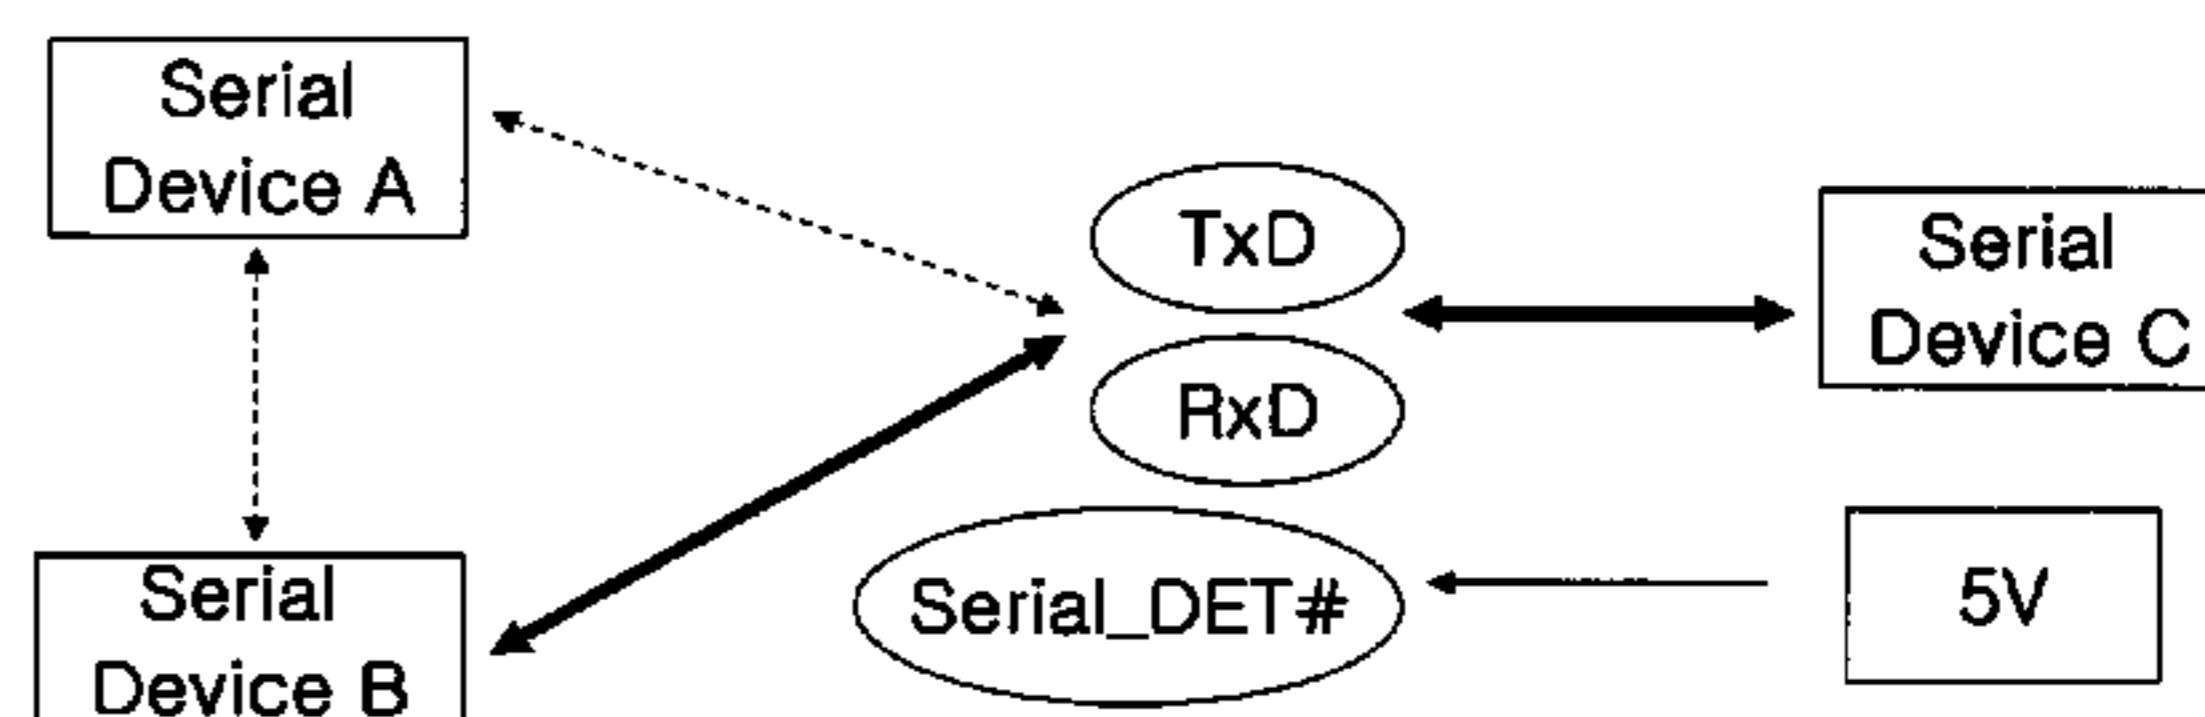 Serial
Device A
TxD
Serial
Device C
RxD
Serial
Device B
Serial_DET#
5V